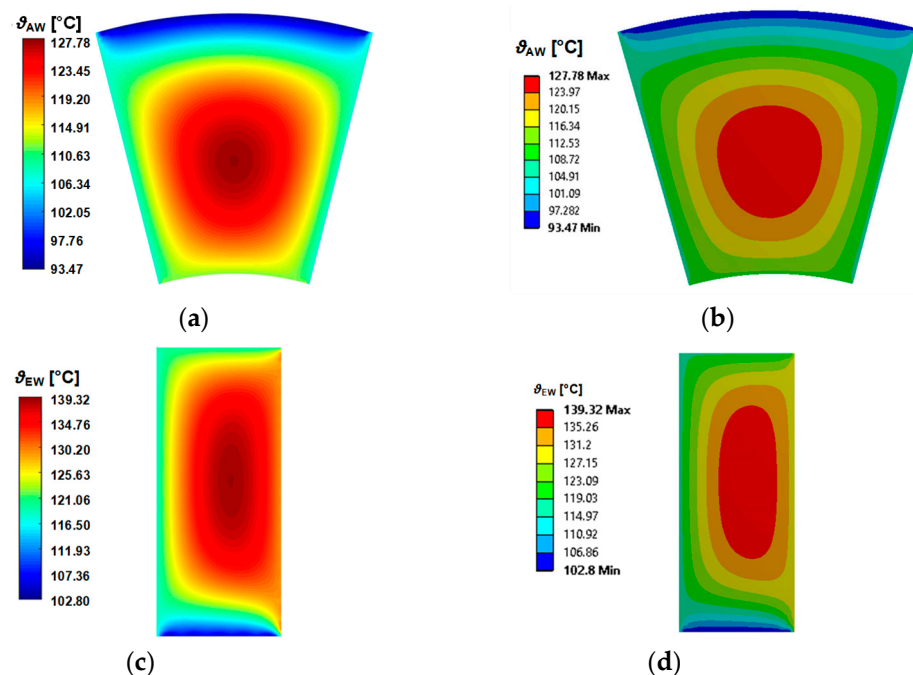 ϑAW [°C]
127.78
123.45
119.20
114.91
110.63
106.34
102.05
97.76
93.47
(a)
ϑAW [°C]
127.78 Max
123.97
120.15
116.34
112.53
108.72
104.91
101.09
97.282
93.47 Min
(b)
ϑEW [°C]
139.32
134.76
130.20
125.63
121.06
116.50
111.93
107.36
102.80
(c)
ϑEW [°C]
139.32 Max
135.26
131.2
127.15
123.09
119.03
114.97
110.92
106.86
102.8 Min
(d)